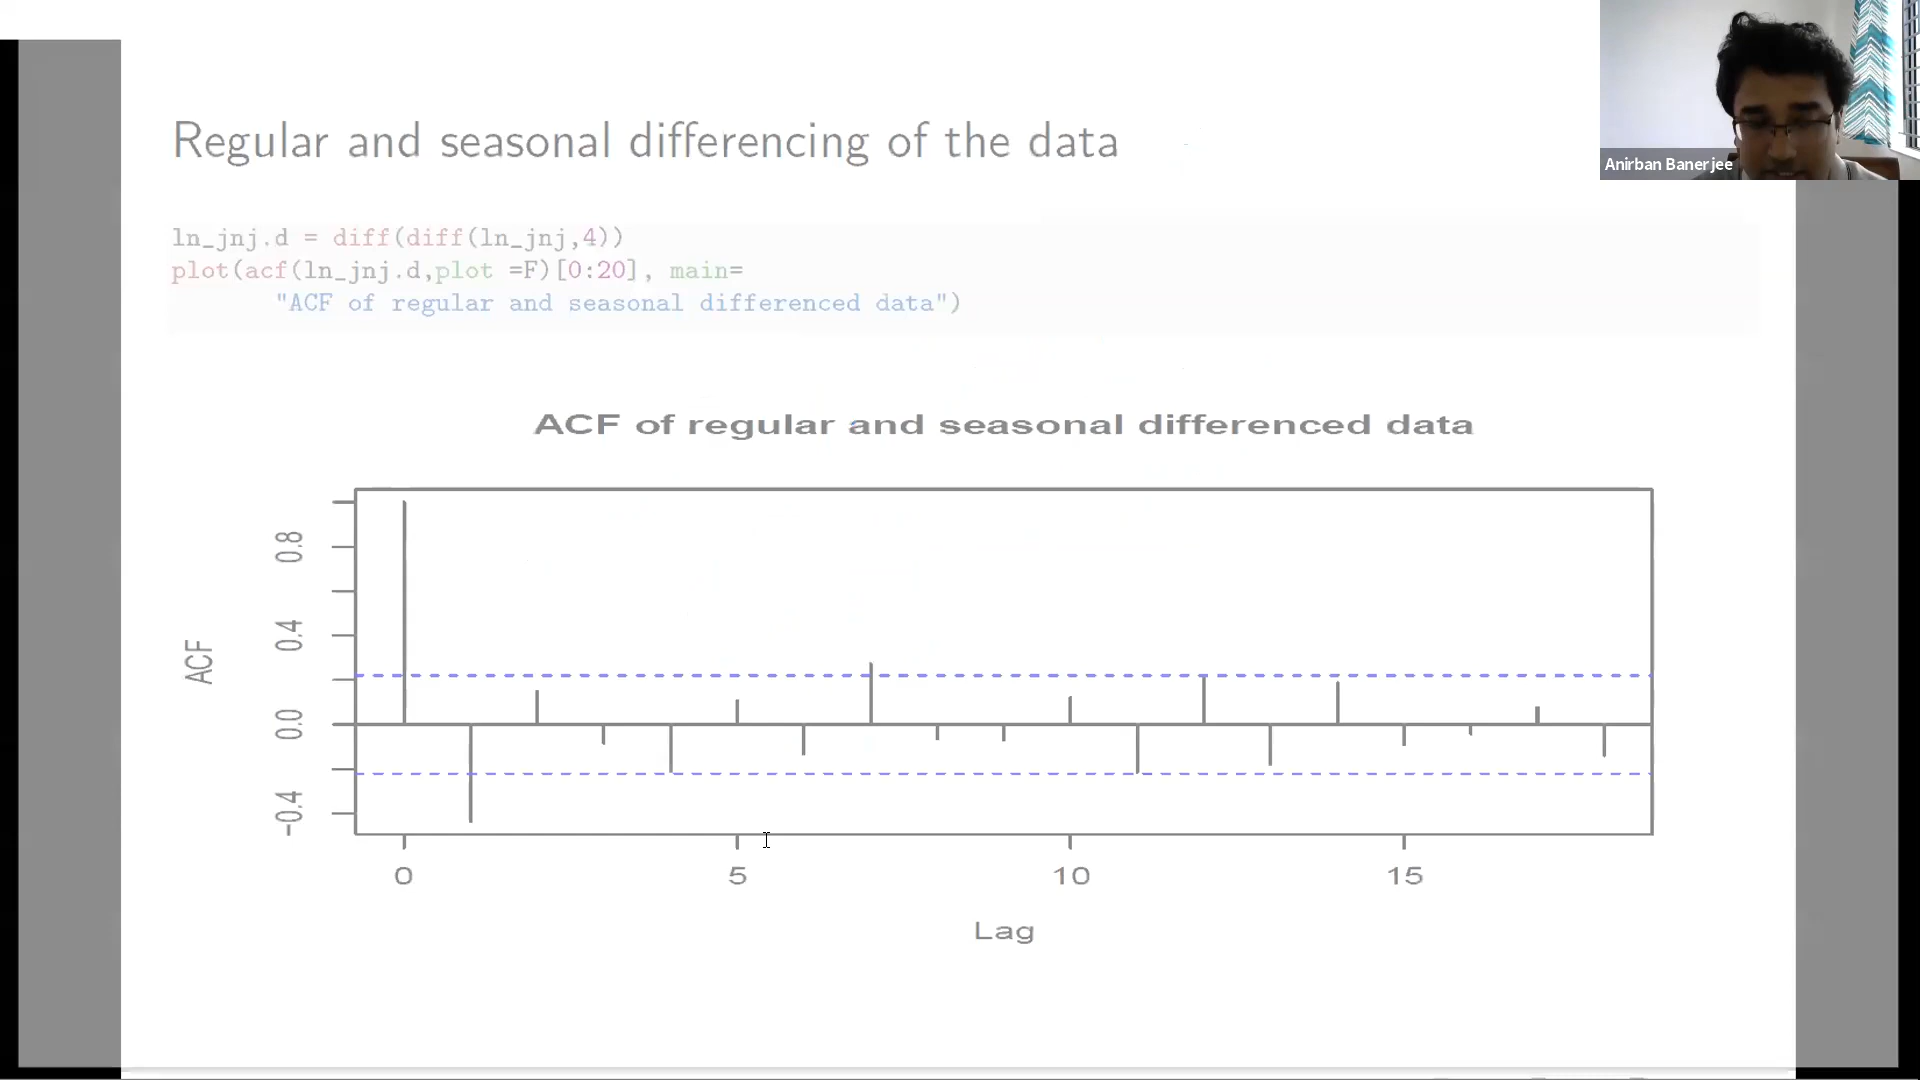 Anirban Banerjee
Regular and seasonal differencing of the data
ln_jnj.d = diff(diff(ln_jnj,4))
plot(acf(ln_jnj.d,plot =F)[0:20], main=
"ACF of regular and seasonal differenced data")
ACF of regular and seasonal differenced data
ACF
0.8
0.4
0.0
-0.4
0 5 10 15
Lag